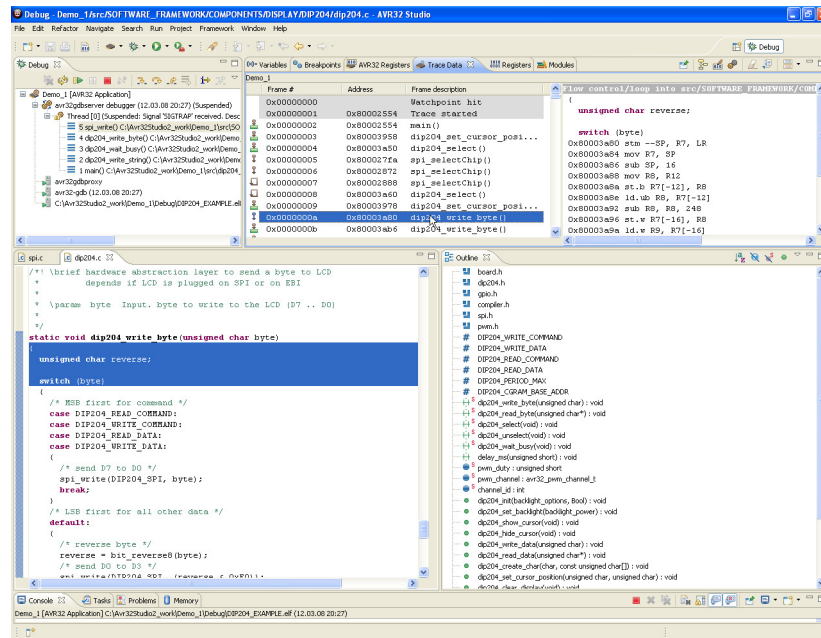 Debug - Demo_1/src/SOFTWARE_FRAMEWORK/COMPONENTS/DISPLAY/DIP204/dip204.c - AVR32 Studio
File Edit Refactor Navigate Search Run Project Framework Window Help
Debug
Debug
Thread [0] (Suspended: Signal 'SIGTRAP' received. Desc
avr32gdbserver debugger (12.03.08 20:27) (Suspended)
Demo_1 [AVR32 Application]
5 spi_write() C:\Avr32Studio2_work\Demo_1\src\SO
4 dip204_write_byte() C:\Avr32Studio2_work\Demo
3 dip204_wait_busy() C:\Avr32Studio2_work\Demo
2 dip204_write_string() C:\Avr32Studio2_work\Demo
1 main() C:\Avr32Studio2_work\Demo_1\src\dip204_
avr32gdbproxy
avr32-gdb (12.03.08 20:27)
C:\Avr32Studio2_work\Demo_1\Debug\DIP204_EXAMPLE.el
Variables Breakpoints AVR32 Registers Trace Data Registers Modules
Demo_1
Frame # Address Frame description
0x00000000 Watchpoint hit
0x00000001 0x80002554 Trace started
0x00000002 0x80002554 main()
0x00000003 0x80003958 dip204_set_cursor_posi...
0x00000004 0x80003a50 dip204_select()
0x00000005 0x800027fa spi_selectChip()
0x00000006 0x80002872 spi_selectChip()
0x00000007 0x80002888 spi_selectChip()
0x00000008 0x80003a60 dip204_select()
0x00000009 0x80003978 dip204_set_cursor_posi...
0x0000000a 0x80003a80 dip204_write_byte()
0x0000000b 0x80003ab6 dip204_write_byte()
Flow control/loop into src/SOFTWARE_FRAMEWORK/COM
{
unsigned char reverse;
switch (byte)
0x80003a80 stm --SP, R7, LR
0x80003a84 mov R7, SP
0x80003a86 sub SP, 16
0x80003a88 mov R8, R12
0x80003a8a st.b R7[-12], R8
0x80003a8e ld.ub R8, R7[-12]
0x80003a92 sub R8, R8, 248
0x80003a96 st.w R7[-16], R8
0x80003a9a ld.w R9, R7[-16]
spi.c dip204.c
/*! \brief hardware abstraction layer to send a byte to LCD
* depends if LCD is plugged on SPI or on EBI
*
* \param byte Input. byte to write to the LCD (D7 .. D0)
*
*/
static void dip204_write_byte(unsigned char byte)
{
unsigned char reverse;
switch (byte)
{
/* MSB first for command */
case DIP204_READ_COMMAND:
case DIP204_WRITE_COMMAND:
case DIP204_READ_DATA:
case DIP204_WRITE_DATA:
{
/* send D7 to D0 */
spi_write(DIP204_SPI, byte);
break;
}
/* LSB first for all other data */
default:
{
/* reverse byte */
reverse = bit_reverse8(byte);
/* send D0 to D3 */
spi_write(DIP204_SPI, (reverse & 0xF0));
Outline
board.h
dip204.h
gpio.h
compiler.h
spi.h
pwm.h
DIP204_WRITE_COMMAND
DIP204_WRITE_DATA
DIP204_READ_COMMAND
DIP204_READ_DATA
DIP204_PERIOD_MAX
DIP204_CGRAM_BASE_ADDR
dip204_write_byte(unsigned char) : void
dip204_read_byte(unsigned char*) : void
dip204_select(void) : void
dip204_unselect(void) : void
dip204_wait_busy(void) : void
delay_ms(unsigned short) : void
pwm_duty : unsigned short
pwm_channel : avr32_pwm_channel_t
channel_id : int
dip204_init(backlight_options, Bool) : void
dip204_set_backlight(backlight_power) : void
dip204_show_cursor(void) : void
dip204_hide_cursor(void) : void
dip204_write_data(unsigned char) : void
dip204_read_data(unsigned char*) : void
dip204_create_char(char, const unsigned char[]) : void
dip204_set_cursor_position(unsigned char, unsigned char) : void
dip204_clear_display(void) : void
Console Tasks Problems Memory
Demo_1 [AVR32 Application] C:\Avr32Studio2_work\Demo_1\Debug\DIP204_EXAMPLE.elf (12.03.08 20:27)